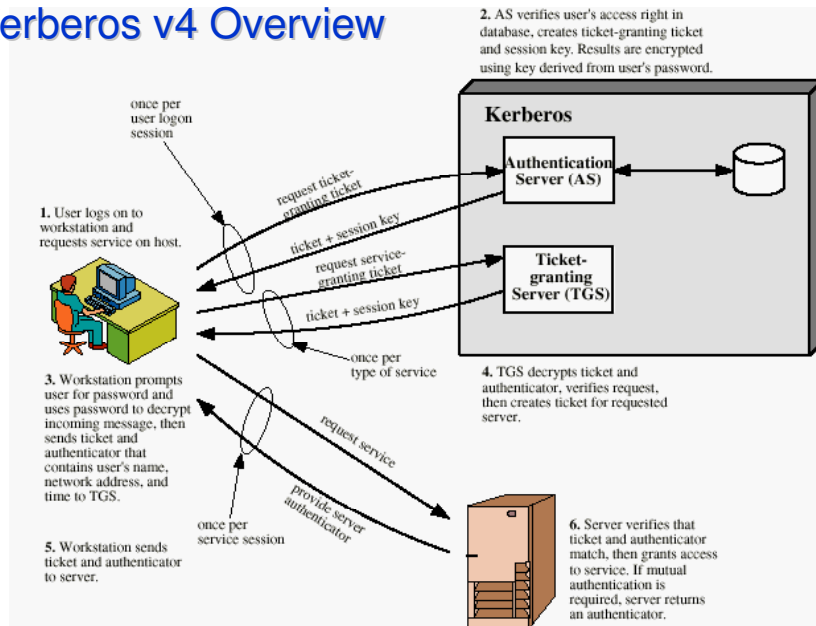 erberos v4 Overview
2. AS verifies user's access right in
database, creates ticket-granting ticket
and session key. Results are encrypted
using key derived from user's password.
once per
user logon
session
Kerberos
Authentication
Server (AS)
request ticket-
granting ticket
1. User logs on to
workstation and
requests service on host.
ticket + session key
request service-
granting ticket
Ticket-
granting
Server (TGS)
ticket + session key
once per
type of service
3. Workstation prompts
user for password and
uses password to decrypt
incoming message, then
sends ticket and
authenticator that
contains user's name,
network address, and
time to TGS.
4. TGS decrypts ticket and
authenticator, verifies request,
then creates ticket for requested
server.
request service
provide server
authenticator
once per
service session
5. Workstation sends
ticket and authenticator
to server.
6. Server verifies that
ticket and authenticator
match, then grants access
to service. If mutual
authentication is
required, server returns
an authenticator.